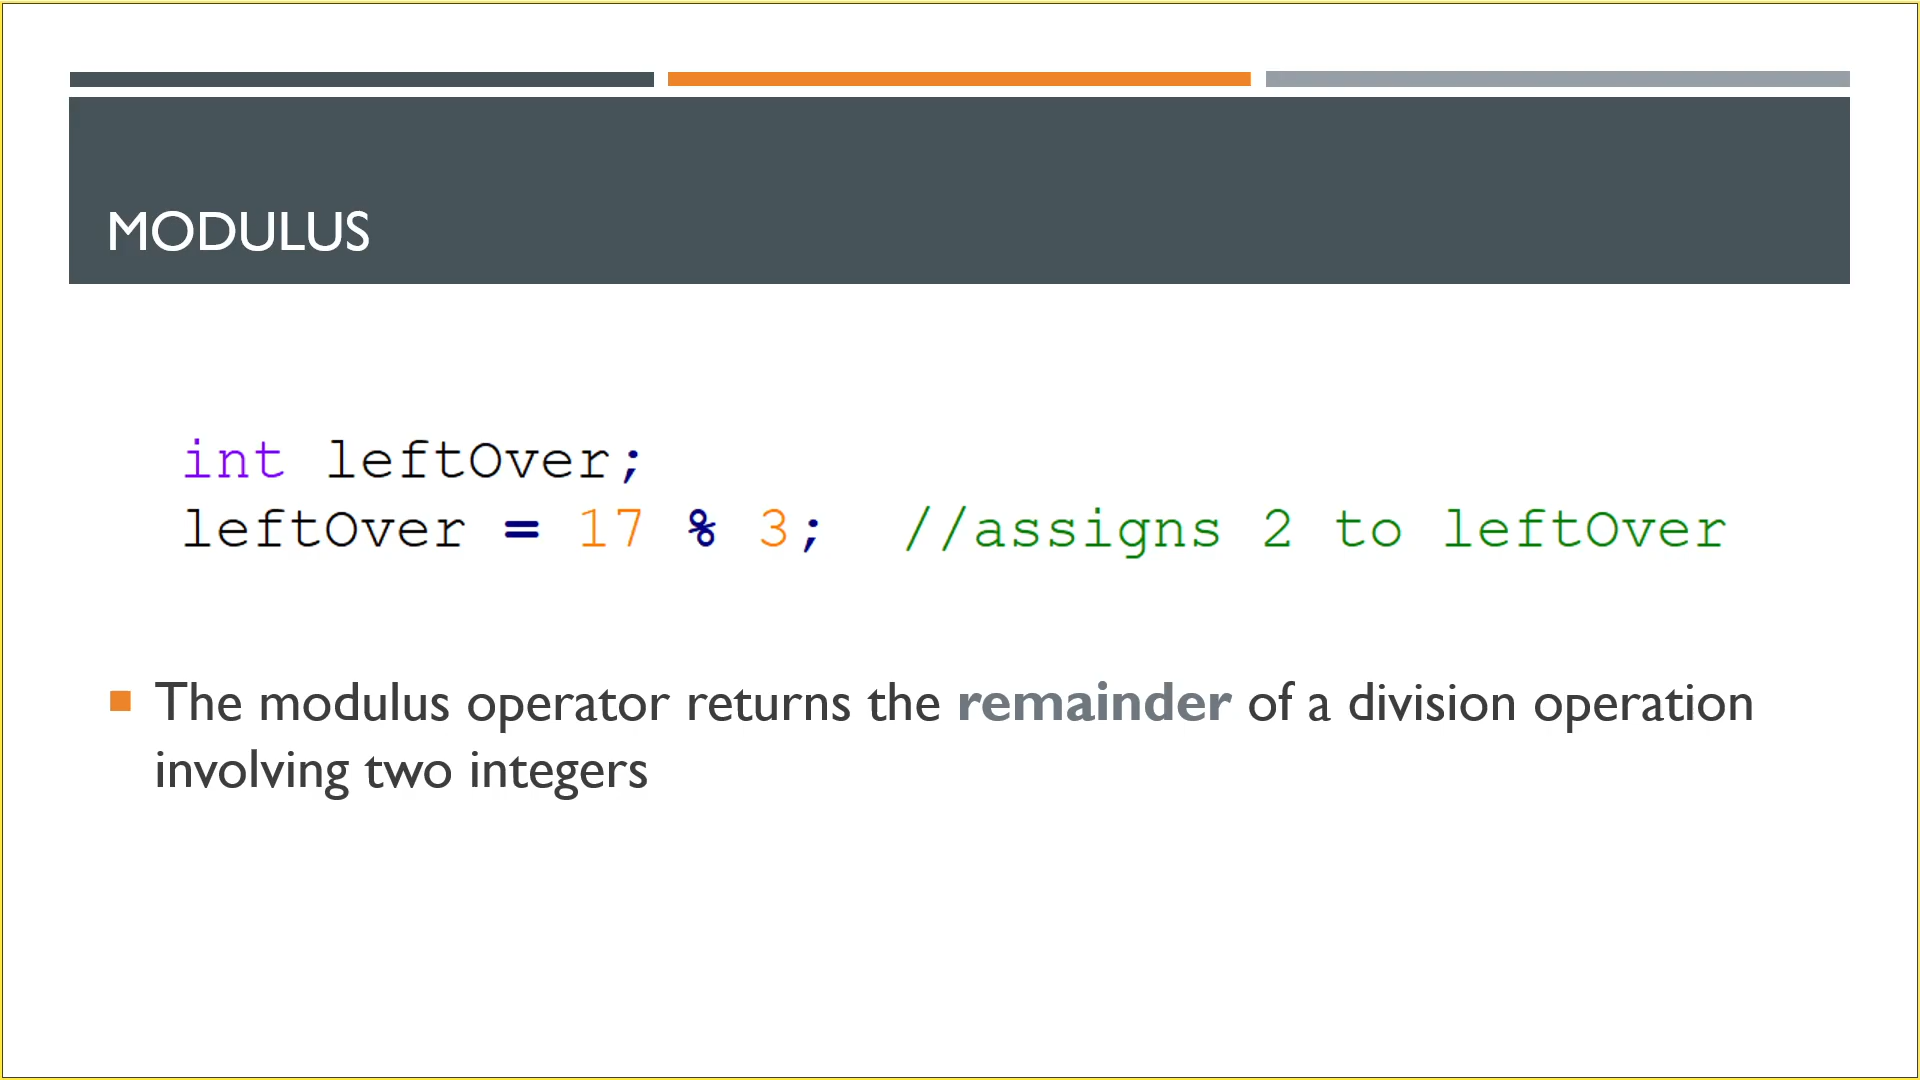 MODULUS
int leftOver;
leftOver = 17 % 3;  //assigns 2 to leftOver
The modulus operator returns the remainder of a division operation
involving two integers